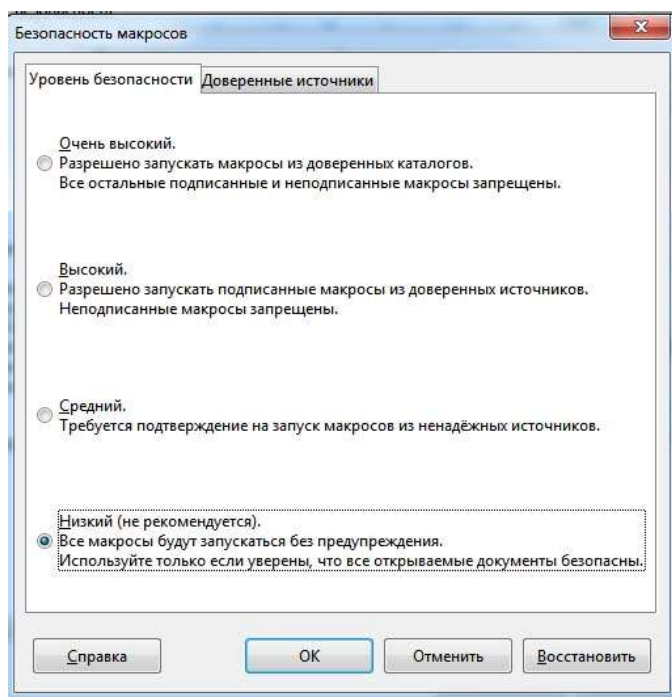 Безопасность макросов
Уровень безопасности Доверенные источники
Очень высокий.
Разрешено запускать макросы из доверенных каталогов.
Все остальные подписанные и неподписанные макросы запрещены.
Высокий.
Разрешено запускать подписанные макросы из доверенных источников.
Неподписанные макросы запрещены.
Средний.
Требуется подтверждение на запуск макросов из ненадёжных источников.
Низкий (не рекомендуется).
Все макросы будут запускаться без предупреждения.
Используйте только если уверены, что все открываемые документы безопасны.
Справка ОК Отменить Восстановить